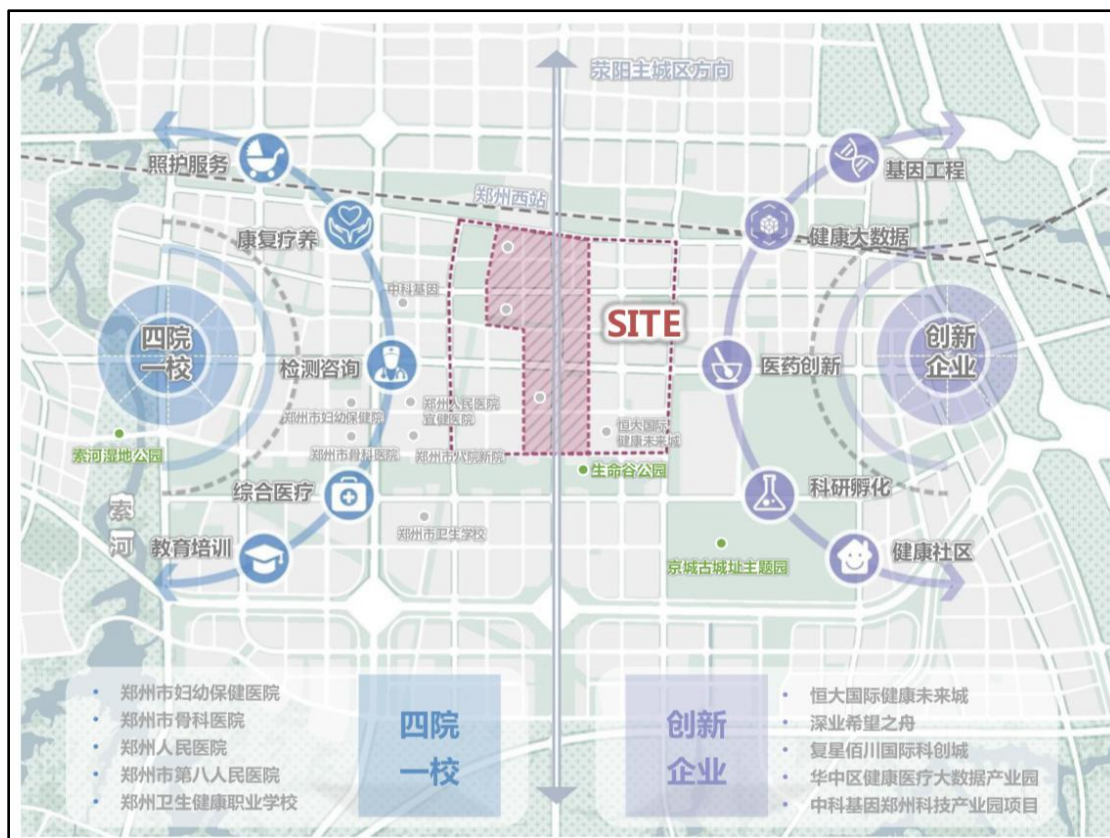 荥阳主城区方向
照护服务
基因工程
郑州西站
康复疗养
健康大数据
中科基因
SITE
四院
一校
创新
企业
检测咨询
医药创新
郑州市妇幼保健院
郑州人民医院
宜健医院
恒大国际
健康未来城
索河湿地公园
郑州市骨科医院
郑州市八院新院
生命谷公园
综合医疗
科研孵化
索河
郑州市卫生学校
教育培训
京城古城址主题园
健康社区
• 郑州市妇幼保健医院
• 郑州市骨科医院
• 郑州人民医院
• 郑州市第八人民医院
• 郑州卫生健康职业学校
四院
一校
创新
企业
• 恒大国际健康未来城
• 深业希望之舟
• 复星佰川国际科创城
• 华中区健康医疗大数据产业园
• 中科基因郑州科技产业园项目